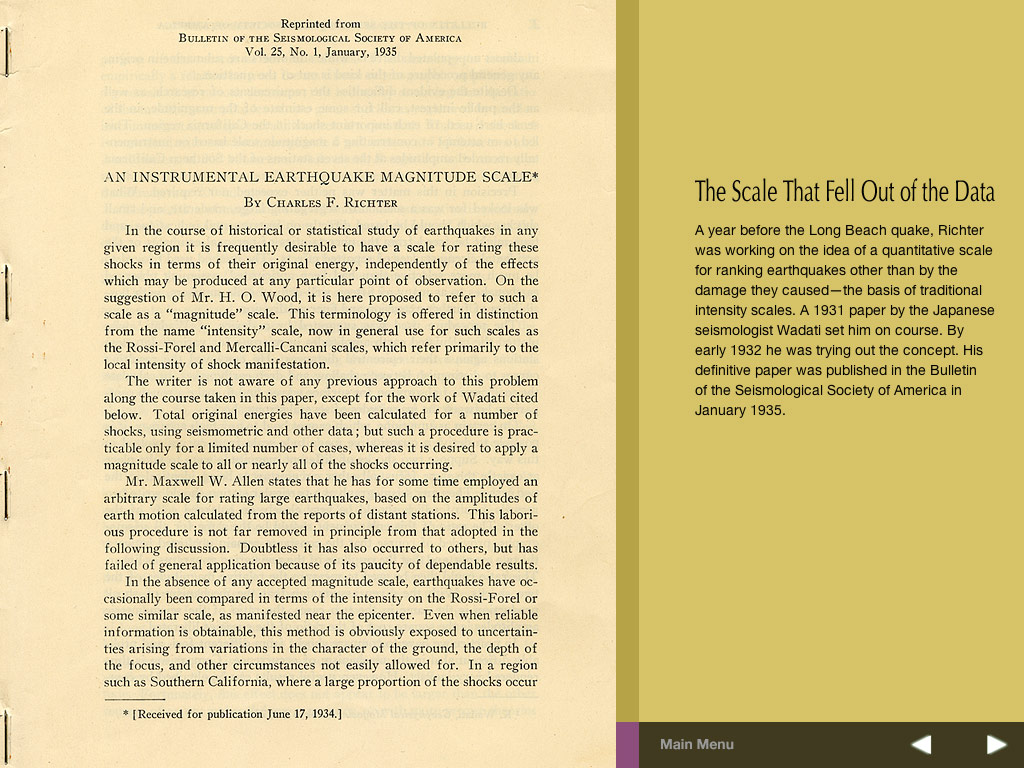 Reprinted from
BULLETIN OF THE SEISMOLOGICAL SOCIETY OF AMERICA
Vol. 25, No. 1, January, 1935
AN INSTRUMENTAL EARTHQUAKE MAGNITUDE SCALE*
BY CHARLES F. RICHTER
In the course of historical or statistical study of earthquakes in any
given region it is frequently desirable to have a scale for rating these
shocks in terms of their original energy, independently of the effects
which may be produced at any particular point of observation. On the
suggestion of Mr. H. O. Wood, it is here proposed to refer to such a
scale as a “magnitude” scale. This terminology is offered in distinction
from the name “intensity” scale, now in general use for such scales as
the Rossi-Forel and Mercalli-Cancani scales, which refer primarily to the
local intensity of shock manifestation.
The writer is not aware of any previous approach to this problem
along the course taken in this paper, except for the work of Wadati cited
below. Total original energies have been calculated for a number of
shocks, using seismometric and other data; but such a procedure is prac-
ticable only for a limited number of cases, whereas it is desired to apply a
magnitude scale to all or nearly all of the shocks occurring.
Mr. Maxwell W. Allen states that he has for some time employed an
arbitrary scale for rating large earthquakes, based on the amplitudes of
earth motion calculated from the reports of distant stations. This labori-
ous procedure is not far removed in principle from that adopted in the
following discussion. Doubtless it has also occurred to others, but has
failed of general application because of its paucity of dependable results.
In the absence of any accepted magnitude scale, earthquakes have oc-
casionally been compared in terms of the intensity on the Rossi-Forel or
some similar scale, as manifested near the epicenter. Even when reliable
information is obtainable, this method is obviously exposed to uncertain-
ties arising from variations in the character of the ground, the depth of
the focus, and other circumstances not easily allowed for. In a region
such as Southern California, where a large proportion of the shocks occur
* [Received for publication June 17, 1934.]
The Scale That Fell Out of the Data
A year before the Long Beach quake, Richter
was working on the idea of a quantitative scale
for ranking earthquakes other than by the
damage they caused—the basis of traditional
intensity scales. A 1931 paper by the Japanese
seismologist Wadati set him on course. By
early 1932 he was trying out the concept. His
definitive paper was published in the Bulletin
of the Seismological Society of America in
January 1935.
Main Menu